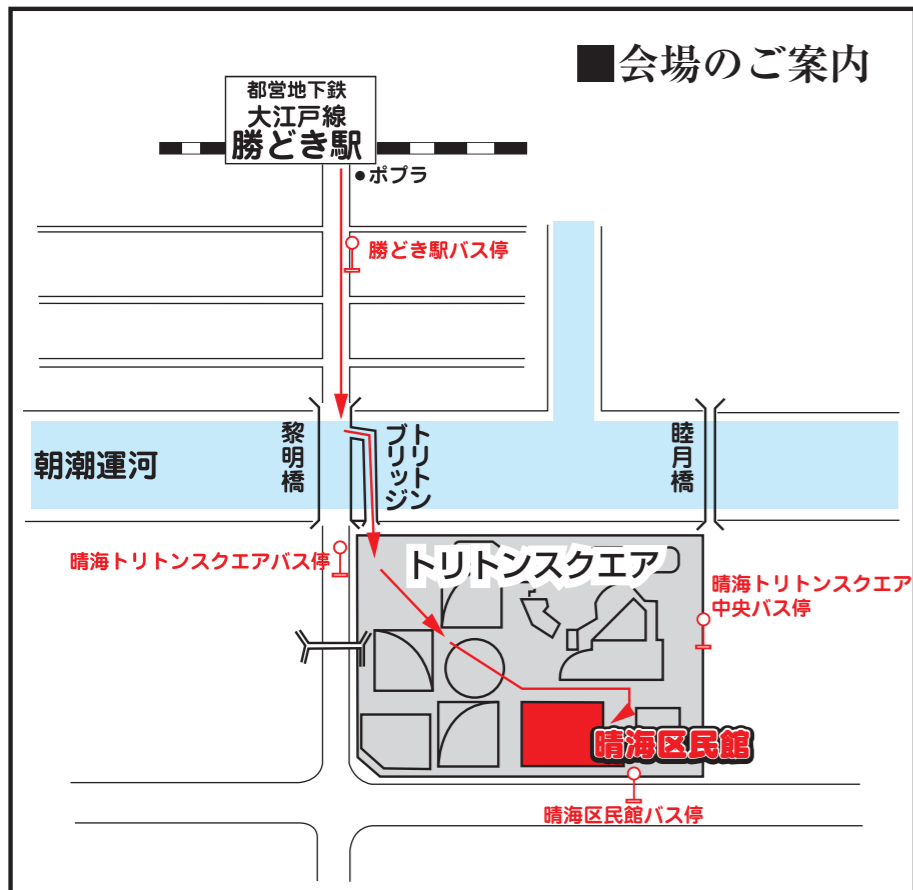 ■会場のご案内
都営地下鉄
大江戸線
勝どき駅
●ポプラ
勝どき駅バス停
朝潮運河
黎明橋
トリトン
ブリッジ
睦月橋
晴海トリトンスクエアバス停
トリトンスクエア
晴海トリトンスクエア
中央バス停
晴海区民館
晴海区民館バス停